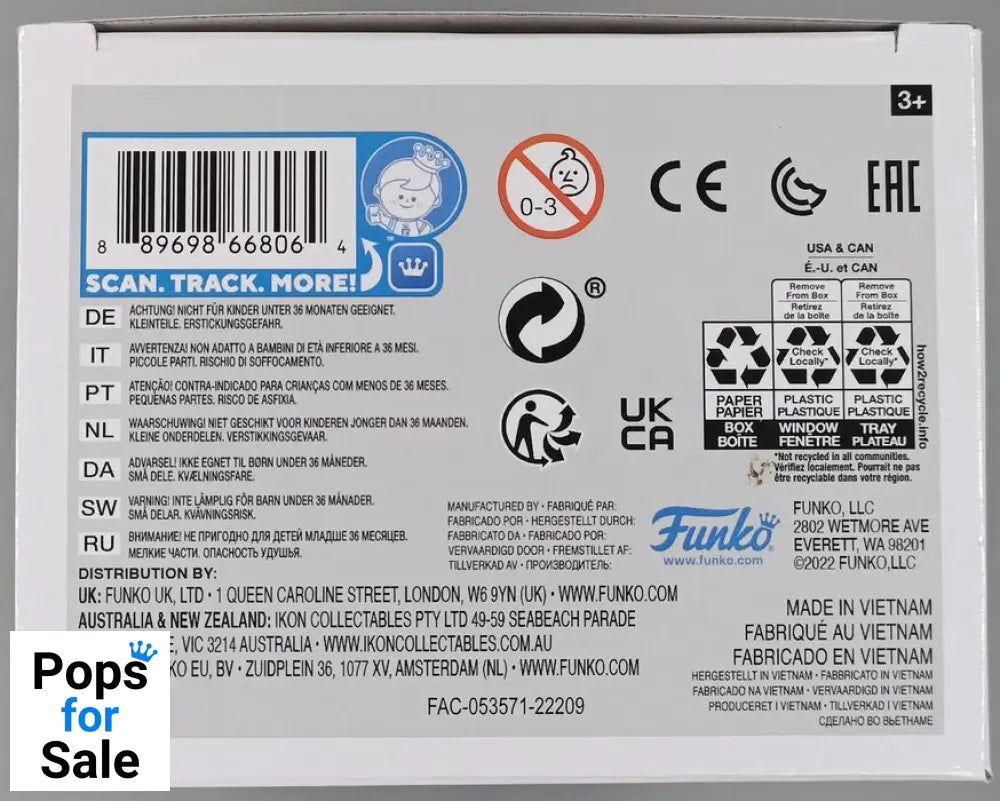 3+
8 89698 66806 4
SCAN. TRACK. MORE!
™
0-3
CE
EAC
®
UK
CA
USA & CAN
É.-U. et CAN
Remove From Box
Retirez de la boîte
Remove From Box
Retirez de la boîte
Check Locally*
Check Locally*
PAPER
PAPIER
BOX
BOÎTE
PLASTIC
PLASTIQUE
WINDOW
FENÊTRE
PLASTIC
PLASTIQUE
TRAY
PLATEAU
how2recycle.info
*Not recycled in all communities.
Vérifiez localement. Pourrait ne pas
être recyclable dans votre région.
DE ACHTUNG! NICHT FÜR KINDER UNTER 36 MONATEN GEEIGNET.
KLEINTEILE. ERSTICKUNGSGEFAHR.
IT AVVERTENZA! NON ADATTO A BAMBINI DI ETÀ INFERIORE A 36 MESI.
PICCOLE PARTI. RISCHIO DI SOFFOCAMENTO.
PT ATENÇÃO! CONTRA-INDICADO PARA CRIANÇAS COM MENOS DE 36 MESES.
PEQUENAS PARTES. RISCO DE ASFIXIA.
NL WAARSCHUWING! NIET GESCHIKT VOOR KINDEREN JONGER DAN 36 MAANDEN.
KLEINE ONDERDELEN. VERSTIKKINGSGEVAAR.
DA ADVARSEL! IKKE EGNET TIL BØRN UNDER 36 MÅNEDER.
SMÅ DELE. KVÆLNINGSFARE.
SW VARNING! INTE LÄMPLIG FÖR BARN UNDER 36 MÅNADER.
SMÅ DELAR. KVÄVNINGSRISK.
RU ВНИМАНИЕ! НЕ ПРИГОДНО ДЛЯ ДЕТЕЙ МЛАДШЕ 36 МЕСЯЦЕВ.
МЕЛКИЕ ЧАСТИ. ОПАСНОСТЬ УДУШЬЯ.
MANUFACTURED BY • FABRIQUÉ PAR:
FABRICADO POR • HERGESTELLT DURCH:
FABBRICATO DA • FABRICADO POR:
VERVAARDIGD DOOR • FREMSTILLET AF:
TILLVERKAD AV • ПРОИЗВОДИТЕЛЬ:
Funko®
www.funko.com
FUNKO, LLC
2802 WETMORE AVE
EVERETT, WA 98201
©2022 FUNKO,LLC
DISTRIBUTION BY:
UK: FUNKO UK, LTD • 1 QUEEN CAROLINE STREET, LONDON, W6 9YN (UK) • WWW.FUNKO.COM
AUSTRALIA & NEW ZEALAND: IKON COLLECTABLES PTY LTD 49-59 SEABEACH PARADE
E, VIC 3214 AUSTRALIA • WWW.IKONCOLLECTABLES.COM.AU
KO EU, BV • ZUIDPLEIN 36, 1077 XV, AMSTERDAM (NL) • WWW.FUNKO.COM
FAC-053571-22209
MADE IN VIETNAM
FABRIQUÉ AU VIETNAM
FABRICADO EN VIETNAM
HERGESTELLT IN VIETNAM • FABBRICATO IN VIETNAM
FABRICADO NA VIETNAM • VERVAARDIGD IN VIETNAM
PRODUCERET I VIETNAM • TILLVERKAD I VIETNAM
СДЕЛАНО ВО ВЬЕТНАМЕ
Pops
for
Sale